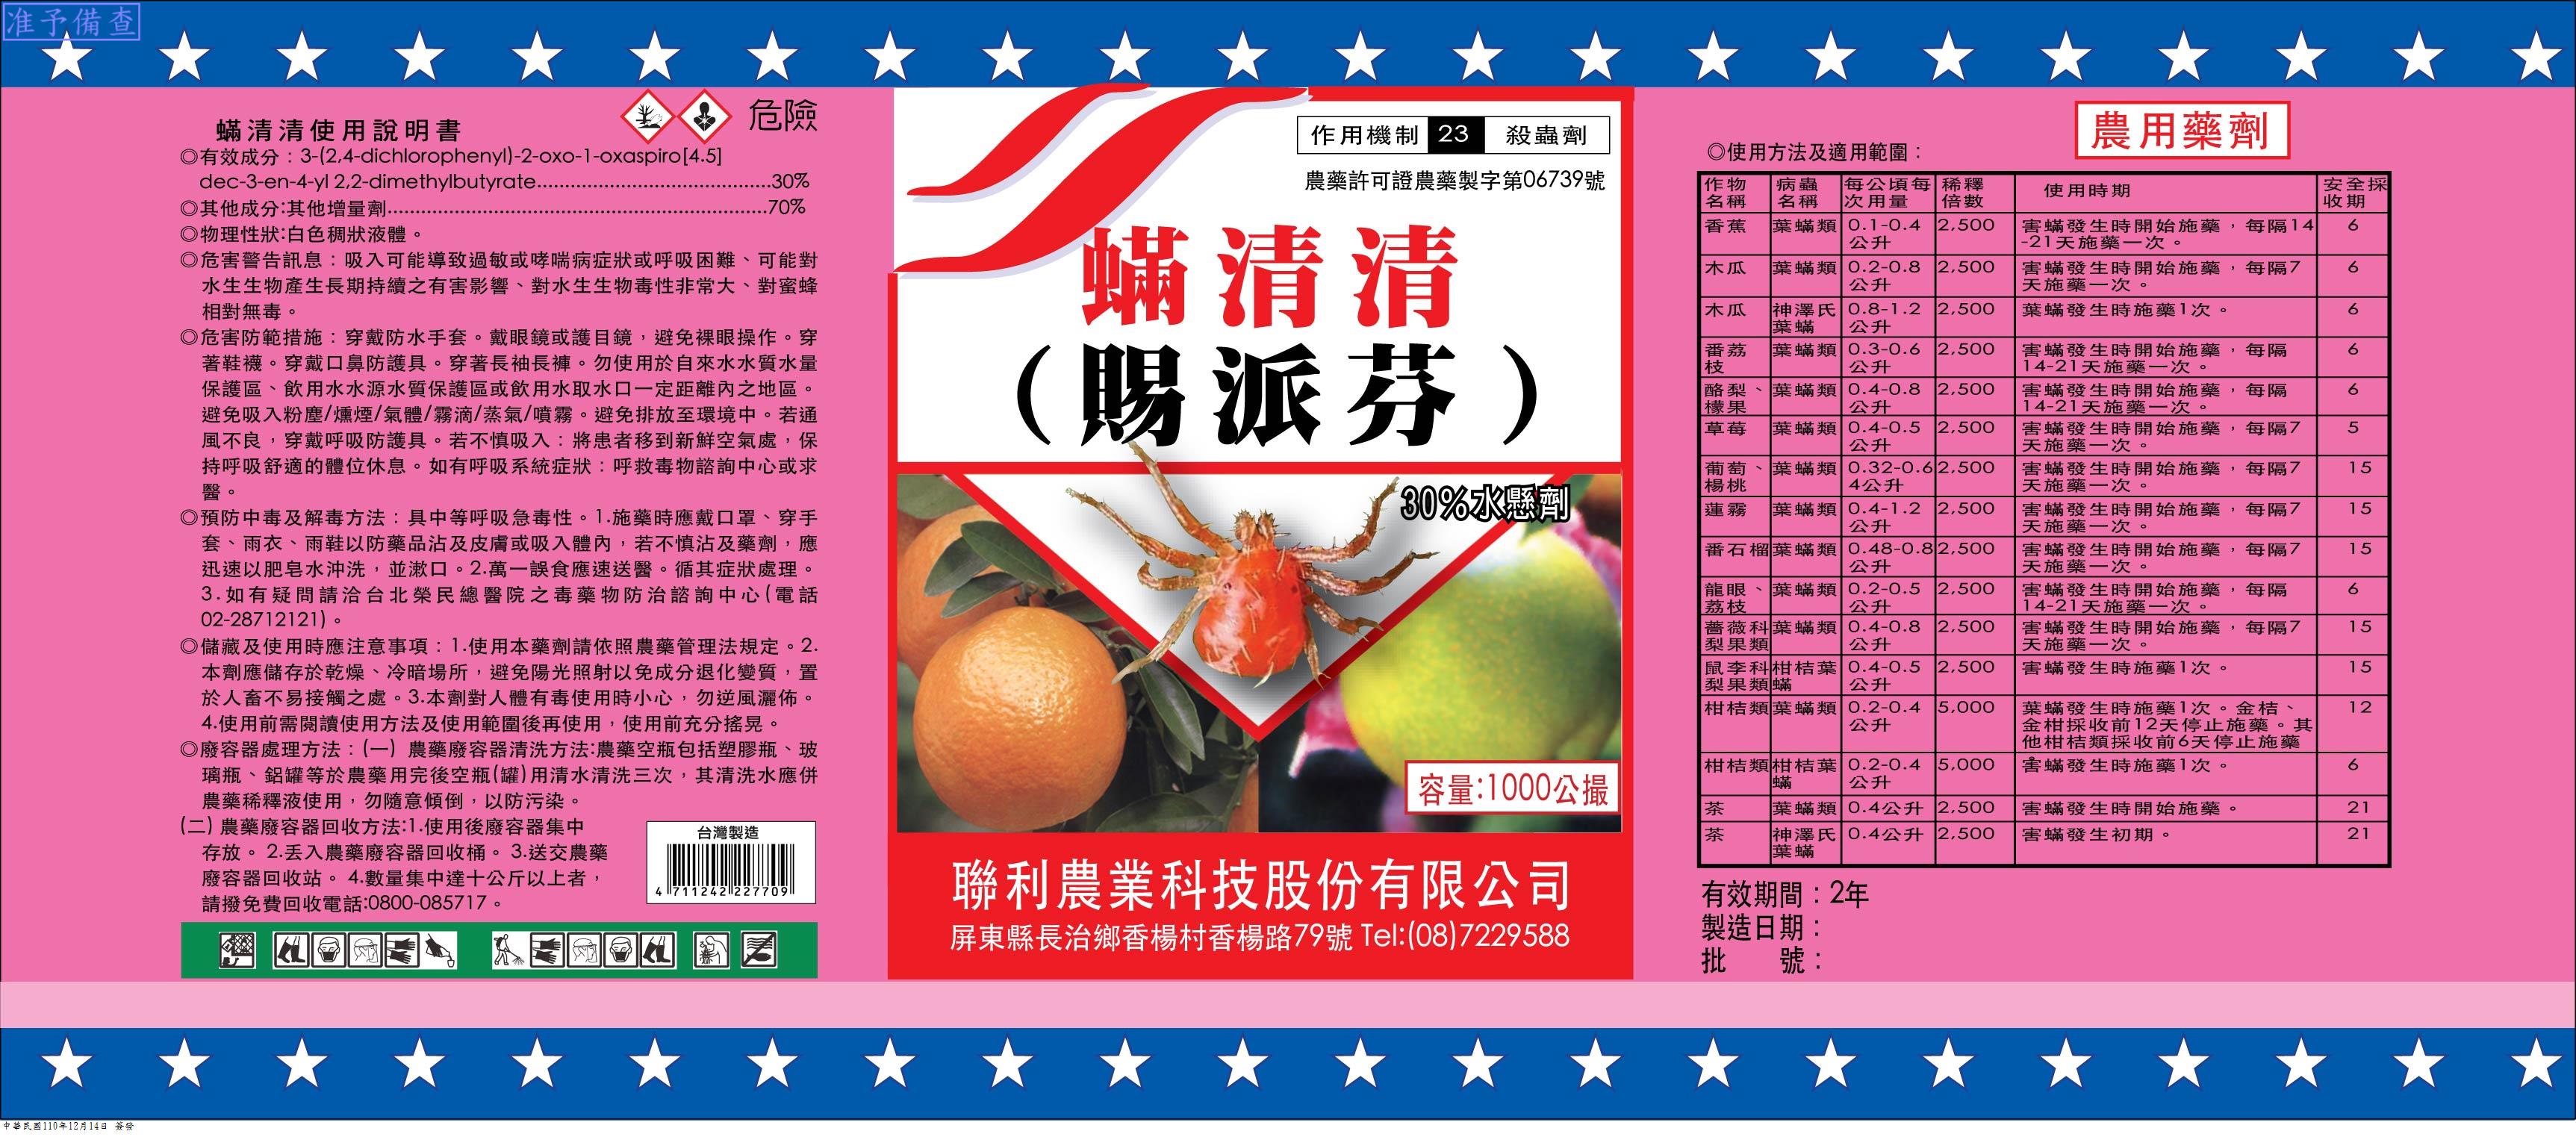 准予備查
蟎清清使用說明書
危險
◎有效成分：3-(2,4-dichlorophenyl)-2-oxo-1-oxaspiro[4.5]
dec-3-en-4-yl 2,2-dimethylbutyrate..........................................30%
◎其他成分:其他增量劑....................................................................70%
◎物理性狀:白色稠狀液體。
◎危害警告訊息：吸入可能導致過敏或哮喘病症狀或呼吸困難、可能對
水生生物產生長期持續之有害影響、對水生生物毒性非常大、對蜜蜂
相對無毒。
◎危害防範措施：穿戴防水手套。戴眼鏡或護目鏡，避免裸眼操作。穿
著鞋襪。穿戴口鼻防護具。穿著長袖長褲。勿使用於自來水水質水量
保護區、飲用水水源水質保護區或飲用水取水口一定距離內之地區。
避免吸入粉塵/燻煙/氣體/霧滴/蒸氣/噴霧。避免排放至環境中。若通
風不良，穿戴呼吸防護具。若不慎吸入：將患者移到新鮮空氣處，保
持呼吸舒適的體位休息。如有呼吸系統症狀：呼救毒物諮詢中心或求
醫。
◎預防中毒及解毒方法：具中等呼吸急毒性。1.施藥時應戴口罩、穿手
套、雨衣、雨鞋以防藥品沾及皮膚或吸入體內，若不慎沾及藥劑，應
迅速以肥皂水沖洗，並漱口。2.萬一誤食應速送醫。循其症狀處理。
3.如有疑問請洽台北榮民總醫院之毒藥物防治諮詢中心(電話
02-28712121)。
◎儲藏及使用時應注意事項：1.使用本藥劑請依照農藥管理法規定。2.
本劑應儲存於乾燥、冷暗場所，避免陽光照射以免成分退化變質，置
於人畜不易接觸之處。3.本劑對人體有毒使用時小心，勿逆風灑佈。
4.使用前需閱讀使用方法及使用範圍後再使用，使用前充分搖晃。
◎廢容器處理方法：(一) 農藥廢容器清洗方法:農藥空瓶包括塑膠瓶、玻
璃瓶、鋁罐等於農藥用完後空瓶(罐)用清水清洗三次，其清洗水應併
農藥稀釋液使用，勿隨意傾倒，以防污染。
(二) 農藥廢容器回收方法:1.使用後廢容器集中
存放。 2.丟入農藥廢容器回收桶。 3.送交農藥
廢容器回收站。 4.數量集中達十公斤以上者，
請撥免費回收電話:0800-085717。
台灣製造
4 711242 227709
作用機制 23 殺蟲劑
農藥許可證農藥製字第06739號
蟎清清
(賜派芬)
30%水懸劑
容量:1000公撮
聯利農業科技股份有限公司
屏東縣長治鄉香楊村香楊路79號 Tel:(08)7229588
農用藥劑
◎使用方法及適用範圍：
作物名稱 病蟲名稱 每公頃每次用量 稀釋倍數 使用時期 安全採收期
香蕉 葉蟎類 0.1-0.4公升 2,500 害蟎發生時開始施藥，每隔14-21天施藥一次。 6
木瓜 葉蟎類 0.2-0.8公升 2,500 害蟎發生時開始施藥，每隔7天施藥一次。 6
木瓜 神澤氏葉蟎 0.8-1.2公升 2,500 葉蟎發生時施藥1次。 6
番荔枝 葉蟎類 0.3-0.6公升 2,500 害蟎發生時開始施藥，每隔14-21天施藥一次。 6
酪梨、檬果 葉蟎類 0.4-0.8公升 2,500 害蟎發生時開始施藥，每隔14-21天施藥一次。 6
草莓 葉蟎類 0.4-0.5公升 2,500 害蟎發生時開始施藥，每隔7天施藥一次。 5
葡萄、楊桃 葉蟎類 0.32-0.64公升 2,500 害蟎發生時開始施藥，每隔7天施藥一次。 15
蓮霧 葉蟎類 0.4-1.2公升 2,500 害蟎發生時開始施藥，每隔7天施藥一次。 15
番石榴 葉蟎類 0.48-0.8公升 2,500 害蟎發生時開始施藥，每隔7天施藥一次。 15
龍眼、荔枝 葉蟎類 0.2-0.5公升 2,500 害蟎發生時開始施藥，每隔14-21天施藥一次。 6
薔薇科梨果類 葉蟎類 0.4-0.8公升 2,500 害蟎發生時開始施藥，每隔7天施藥一次。 15
鼠李科梨果類 柑桔葉蟎 0.4-0.5公升 2,500 害蟎發生時施藥1次。 15
柑桔類 葉蟎類 0.2-0.4公升 5,000 葉蟎發生時施藥1次。金桔、金柑採收前12天停止施藥。其他柑桔類採收前6天停止施藥 12
柑桔類 柑桔葉蟎 0.2-0.4公升 5,000 害蟎發生時施藥1次。 6
茶 葉蟎類 0.4公升 2,500 害蟎發生時開始施藥。 21
茶 神澤氏葉蟎 0.4公升 2,500 害蟎發生初期。 21
有效期間：2年
製造日期：
批 號：
中華民國110年12月14日 簽發